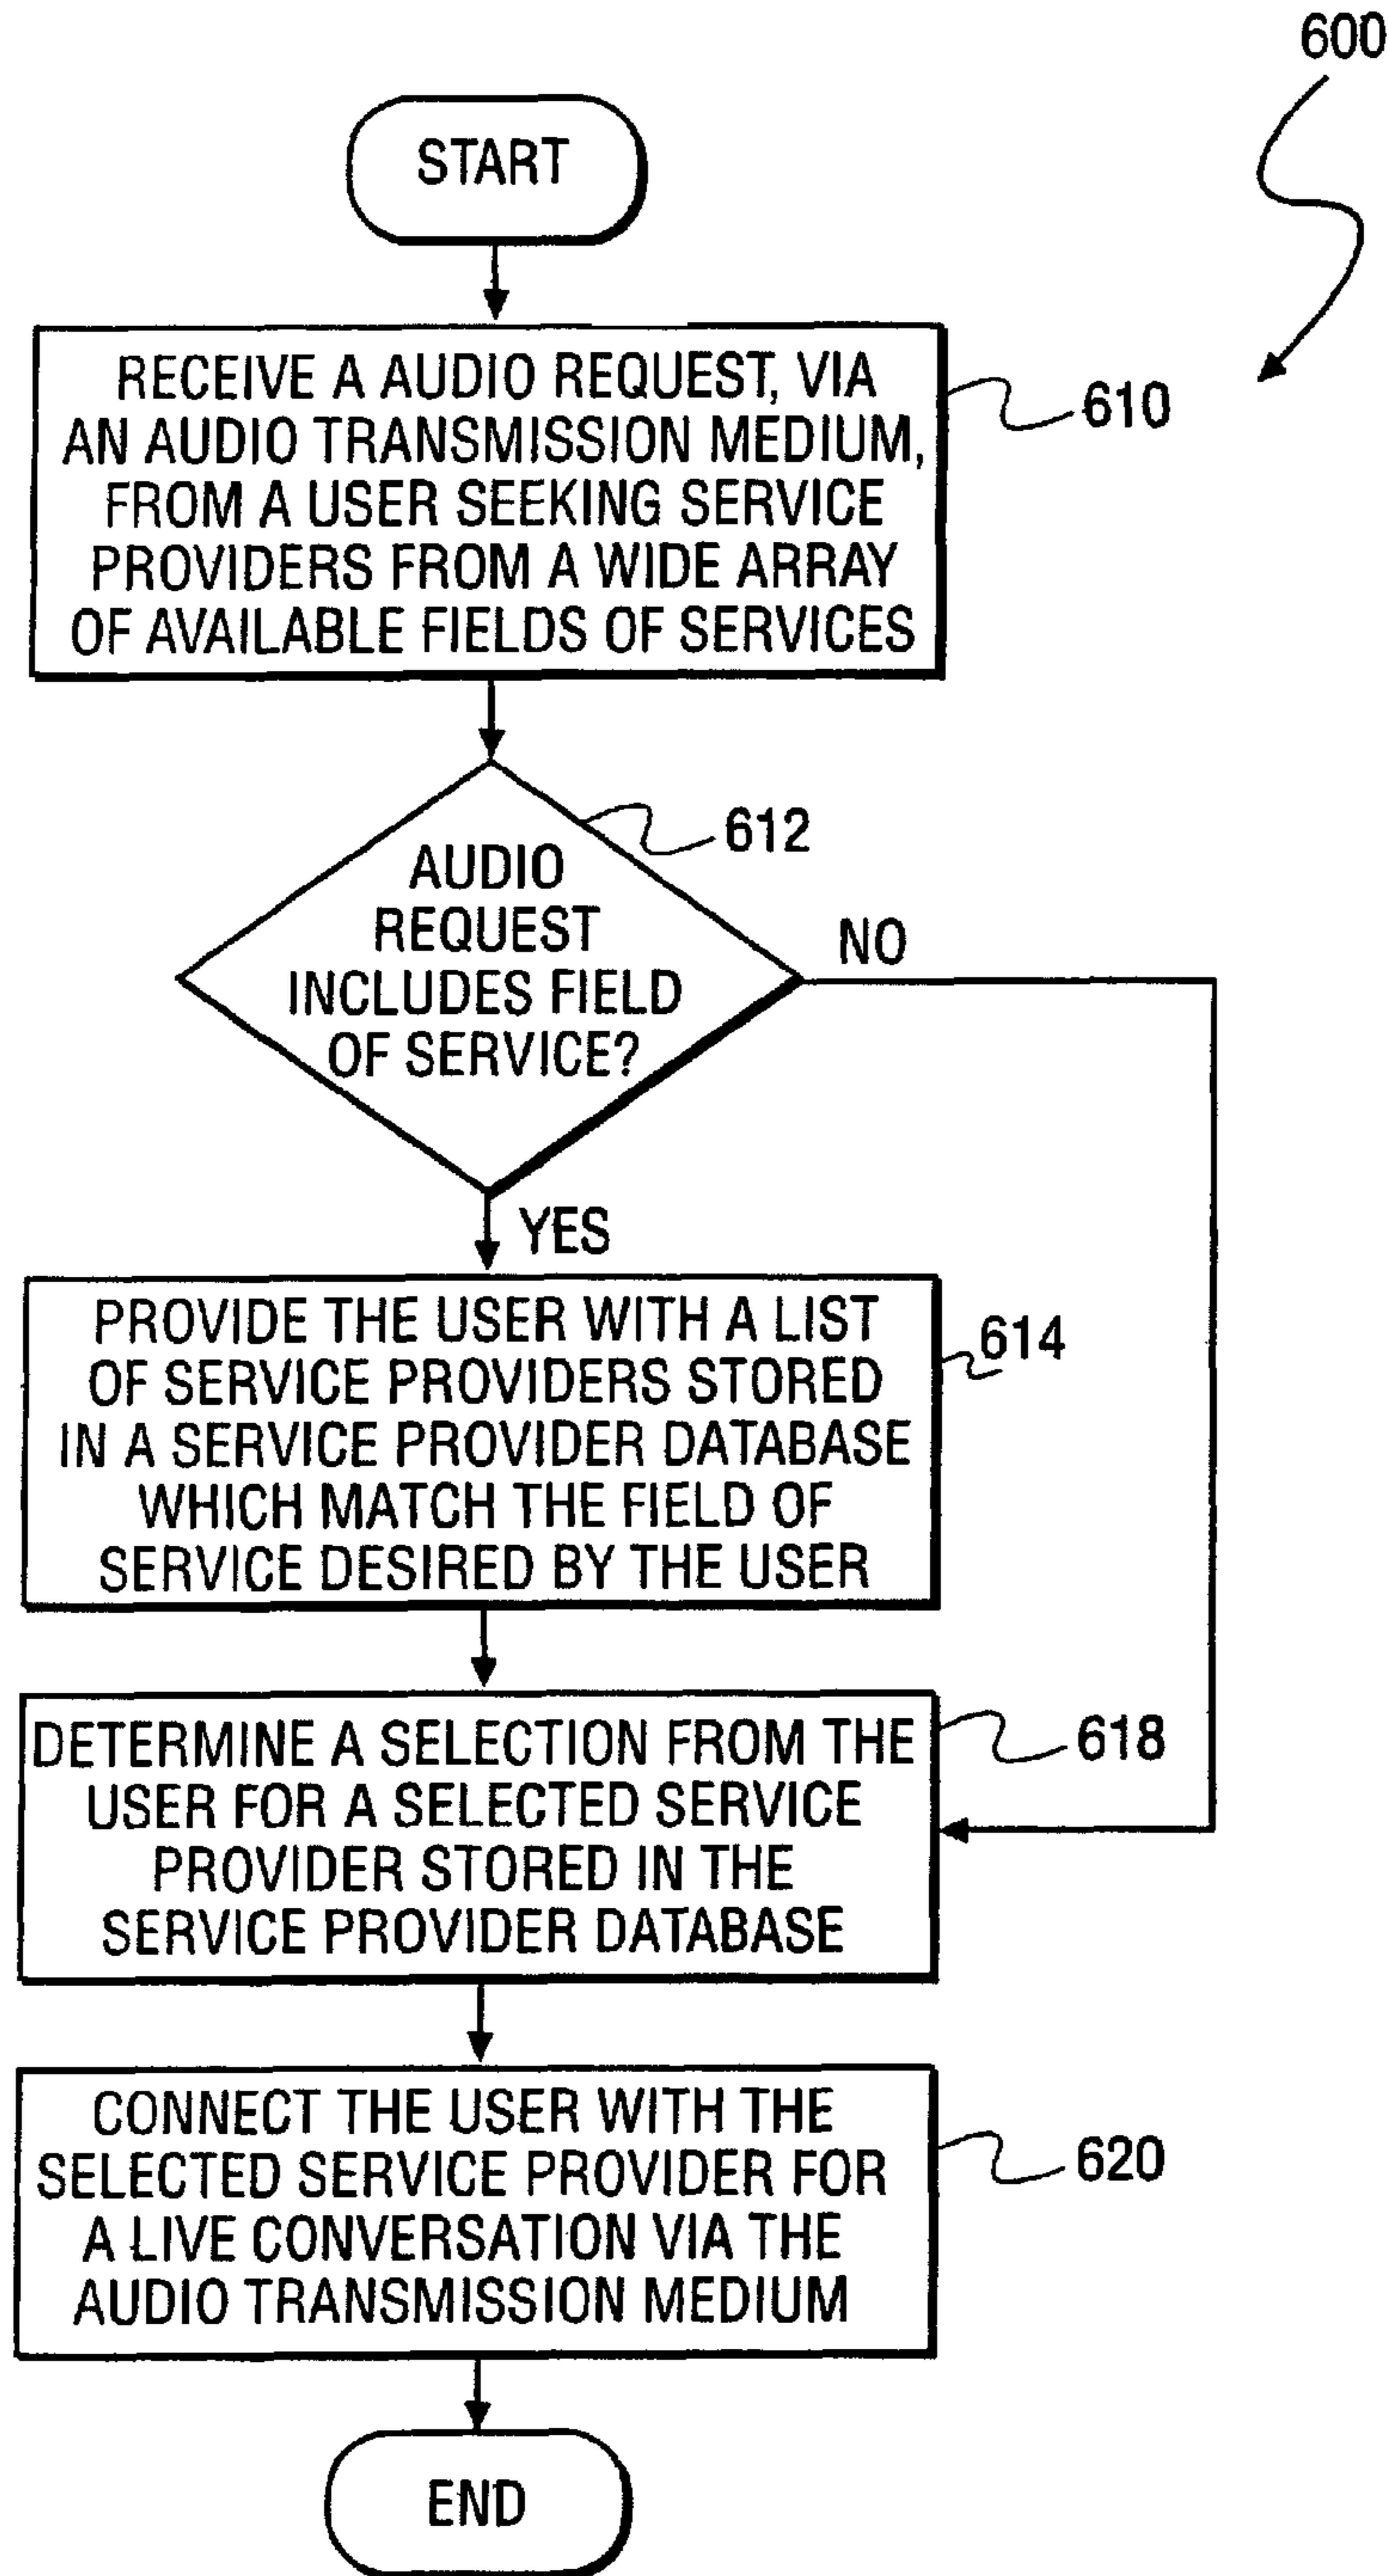 600
START
RECEIVE A AUDIO REQUEST, VIA
AN AUDIO TRANSMISSION MEDIUM,
FROM A USER SEEKING SERVICE
PROVIDERS FROM A WIDE ARRAY
OF AVAILABLE FIELDS OF SERVICES
610
612
AUDIO
REQUEST
INCLUDES FIELD
OF SERVICE?
NO
YES
PROVIDE THE USER WITH A LIST
OF SERVICE PROVIDERS STORED
IN A SERVICE PROVIDER DATABASE
WHICH MATCH THE FIELD OF
SERVICE DESIRED BY THE USER
614
DETERMINE A SELECTION FROM THE
USER FOR A SELECTED SERVICE
PROVIDER STORED IN THE
SERVICE PROVIDER DATABASE
618
CONNECT THE USER WITH THE
SELECTED SERVICE PROVIDER FOR
A LIVE CONVERSATION VIA THE
AUDIO TRANSMISSION MEDIUM
620
END